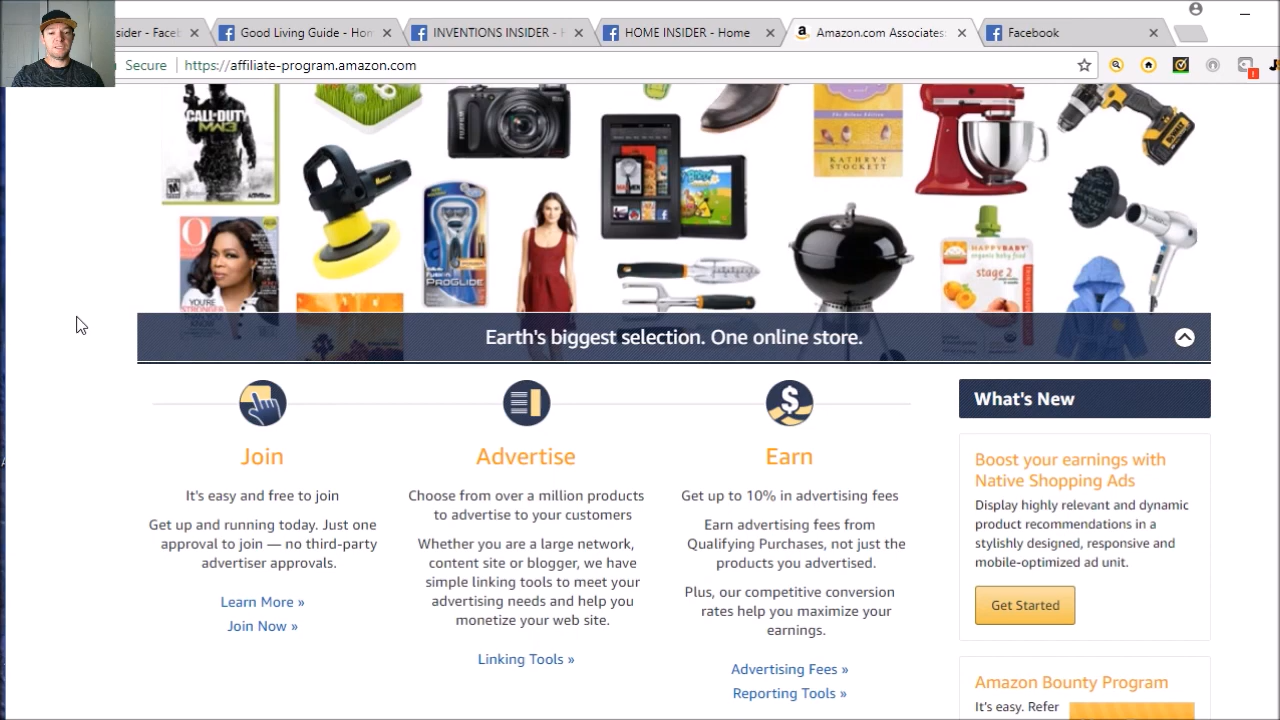 sider - Facet
Good Living Guide - Hon
INVENTIONS INSIDER -
HOME INSIDER - Home
Amazon.com Associates:
Facebook
Secure
https://affiliate-program.amazon.com
CALL·DUTY
MW3
ACTIVISION
The Deluxe Edition
KATHRYN
STOCKETT
O
YOU'RE
STRONGER
PROGLIDE
HAPPYBABY
organic baby food
stage 2
Earth's biggest selection. One online store.
Join
It's easy and free to join
Get up and running today. Just one
approval to join — no third-party
advertiser approvals.
Learn More »
Join Now »
Advertise
Choose from over a million products
to advertise to your customers
Whether you are a large network,
content site or blogger, we have
simple linking tools to meet your
advertising needs and help you
monetize your web site.
Linking Tools »
Earn
Get up to 10% in advertising fees
Earn advertising fees from
Qualifying Purchases, not just the
products you advertised.
Plus, our competitive conversion
rates help you maximize your
earnings.
Advertising Fees »
Reporting Tools »
What's New
Boost your earnings with
Native Shopping Ads
Display highly relevant and dynamic
product recommendations in a
stylishly designed, responsive and
mobile-optimized ad unit.
Get Started
Amazon Bounty Program
It's easy. Refer